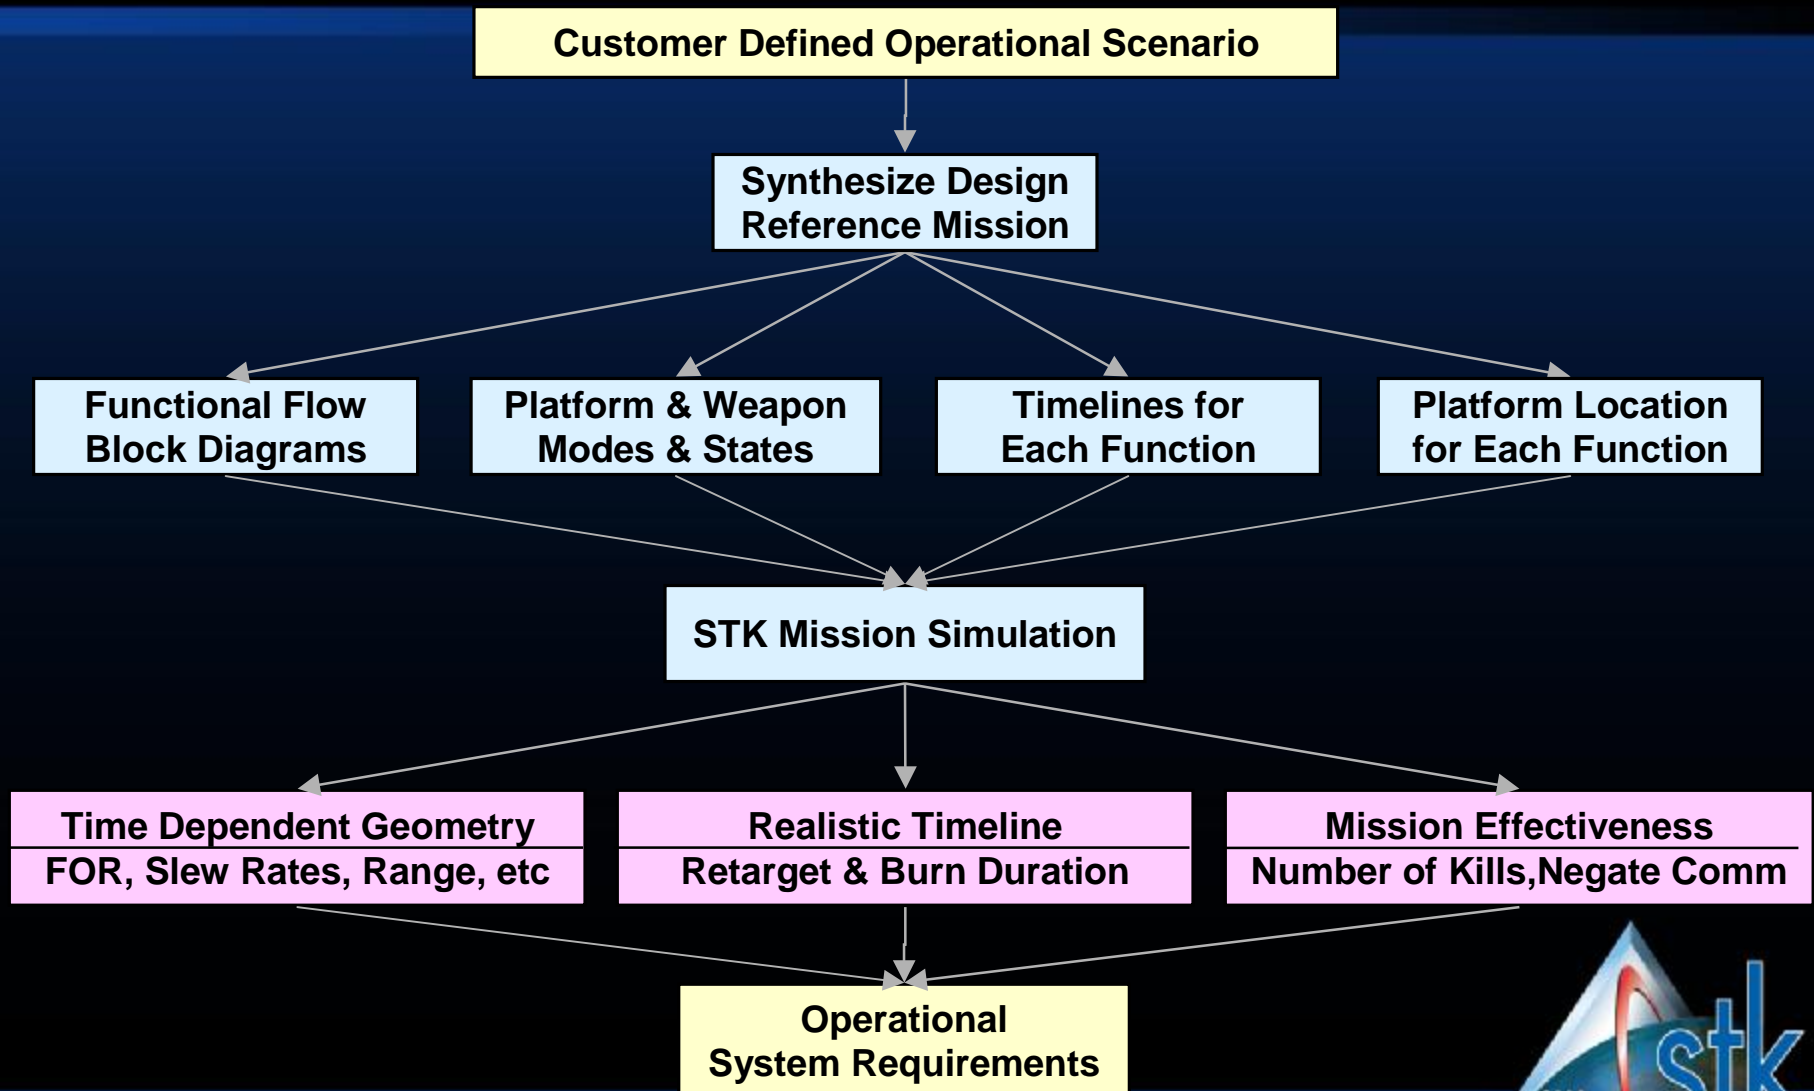 Customer Defined Operational Scenario
Synthesize Design
Reference Mission
Functional Flow
Block Diagrams
Platform & Weapon
Modes & States
Timelines for
Each Function
Platform Location
for Each Function
STK Mission Simulation
Time Dependent Geometry
FOR, Slew Rates, Range, etc
Realistic Timeline
Retarget & Burn Duration
Mission Effectiveness
Number of Kills,Negate Comm
Operational
System Requirements
stk